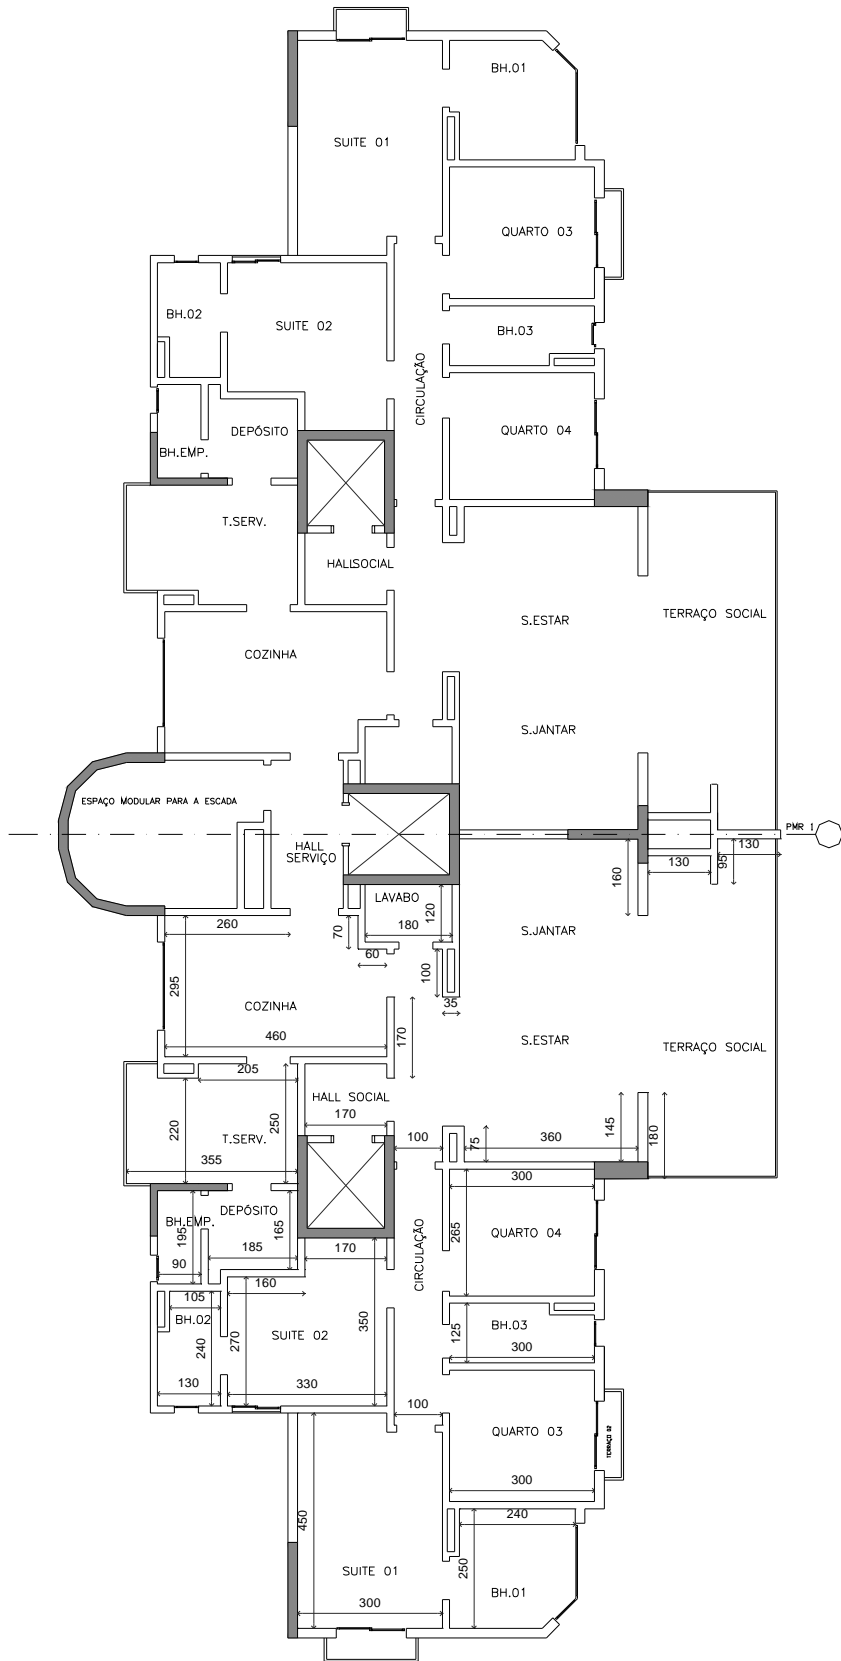 BH.01
SUITE 01
QUARTO 03
BH.02
SUITE 02
BH.03
CIRCULAÇÃO
DEPÓSITO
QUARTO 04
BH.EMP.
T.SERV.
HALLSOCIAL
S.ESTAR
TERRAÇO SOCIAL
COZINHA
S.JANTAR
ESPAÇO MODULAR PARA A ESCADA
PMR 1
HALL
SERVIÇO
130
95
130
160
LAVABO
120
180
260
70
S.JANTAR
60
100
295
35
COZINHA
170
S.ESTAR
460
TERRAÇO SOCIAL
205
HALL SOCIAL
220
250
170
T.SERV.
100
75
360
145
180
355
300
BH.EMP.
195
DEPÓSITO
165
CIRCULAÇÃO
265
QUARTO 04
185
170
90
160
105
BH.02
240
270
SUITE 02
350
125
BH.03
300
130
330
100
QUARTO 03
TERRAÇO 02
300
450
240
250
SUITE 01
BH.01
300